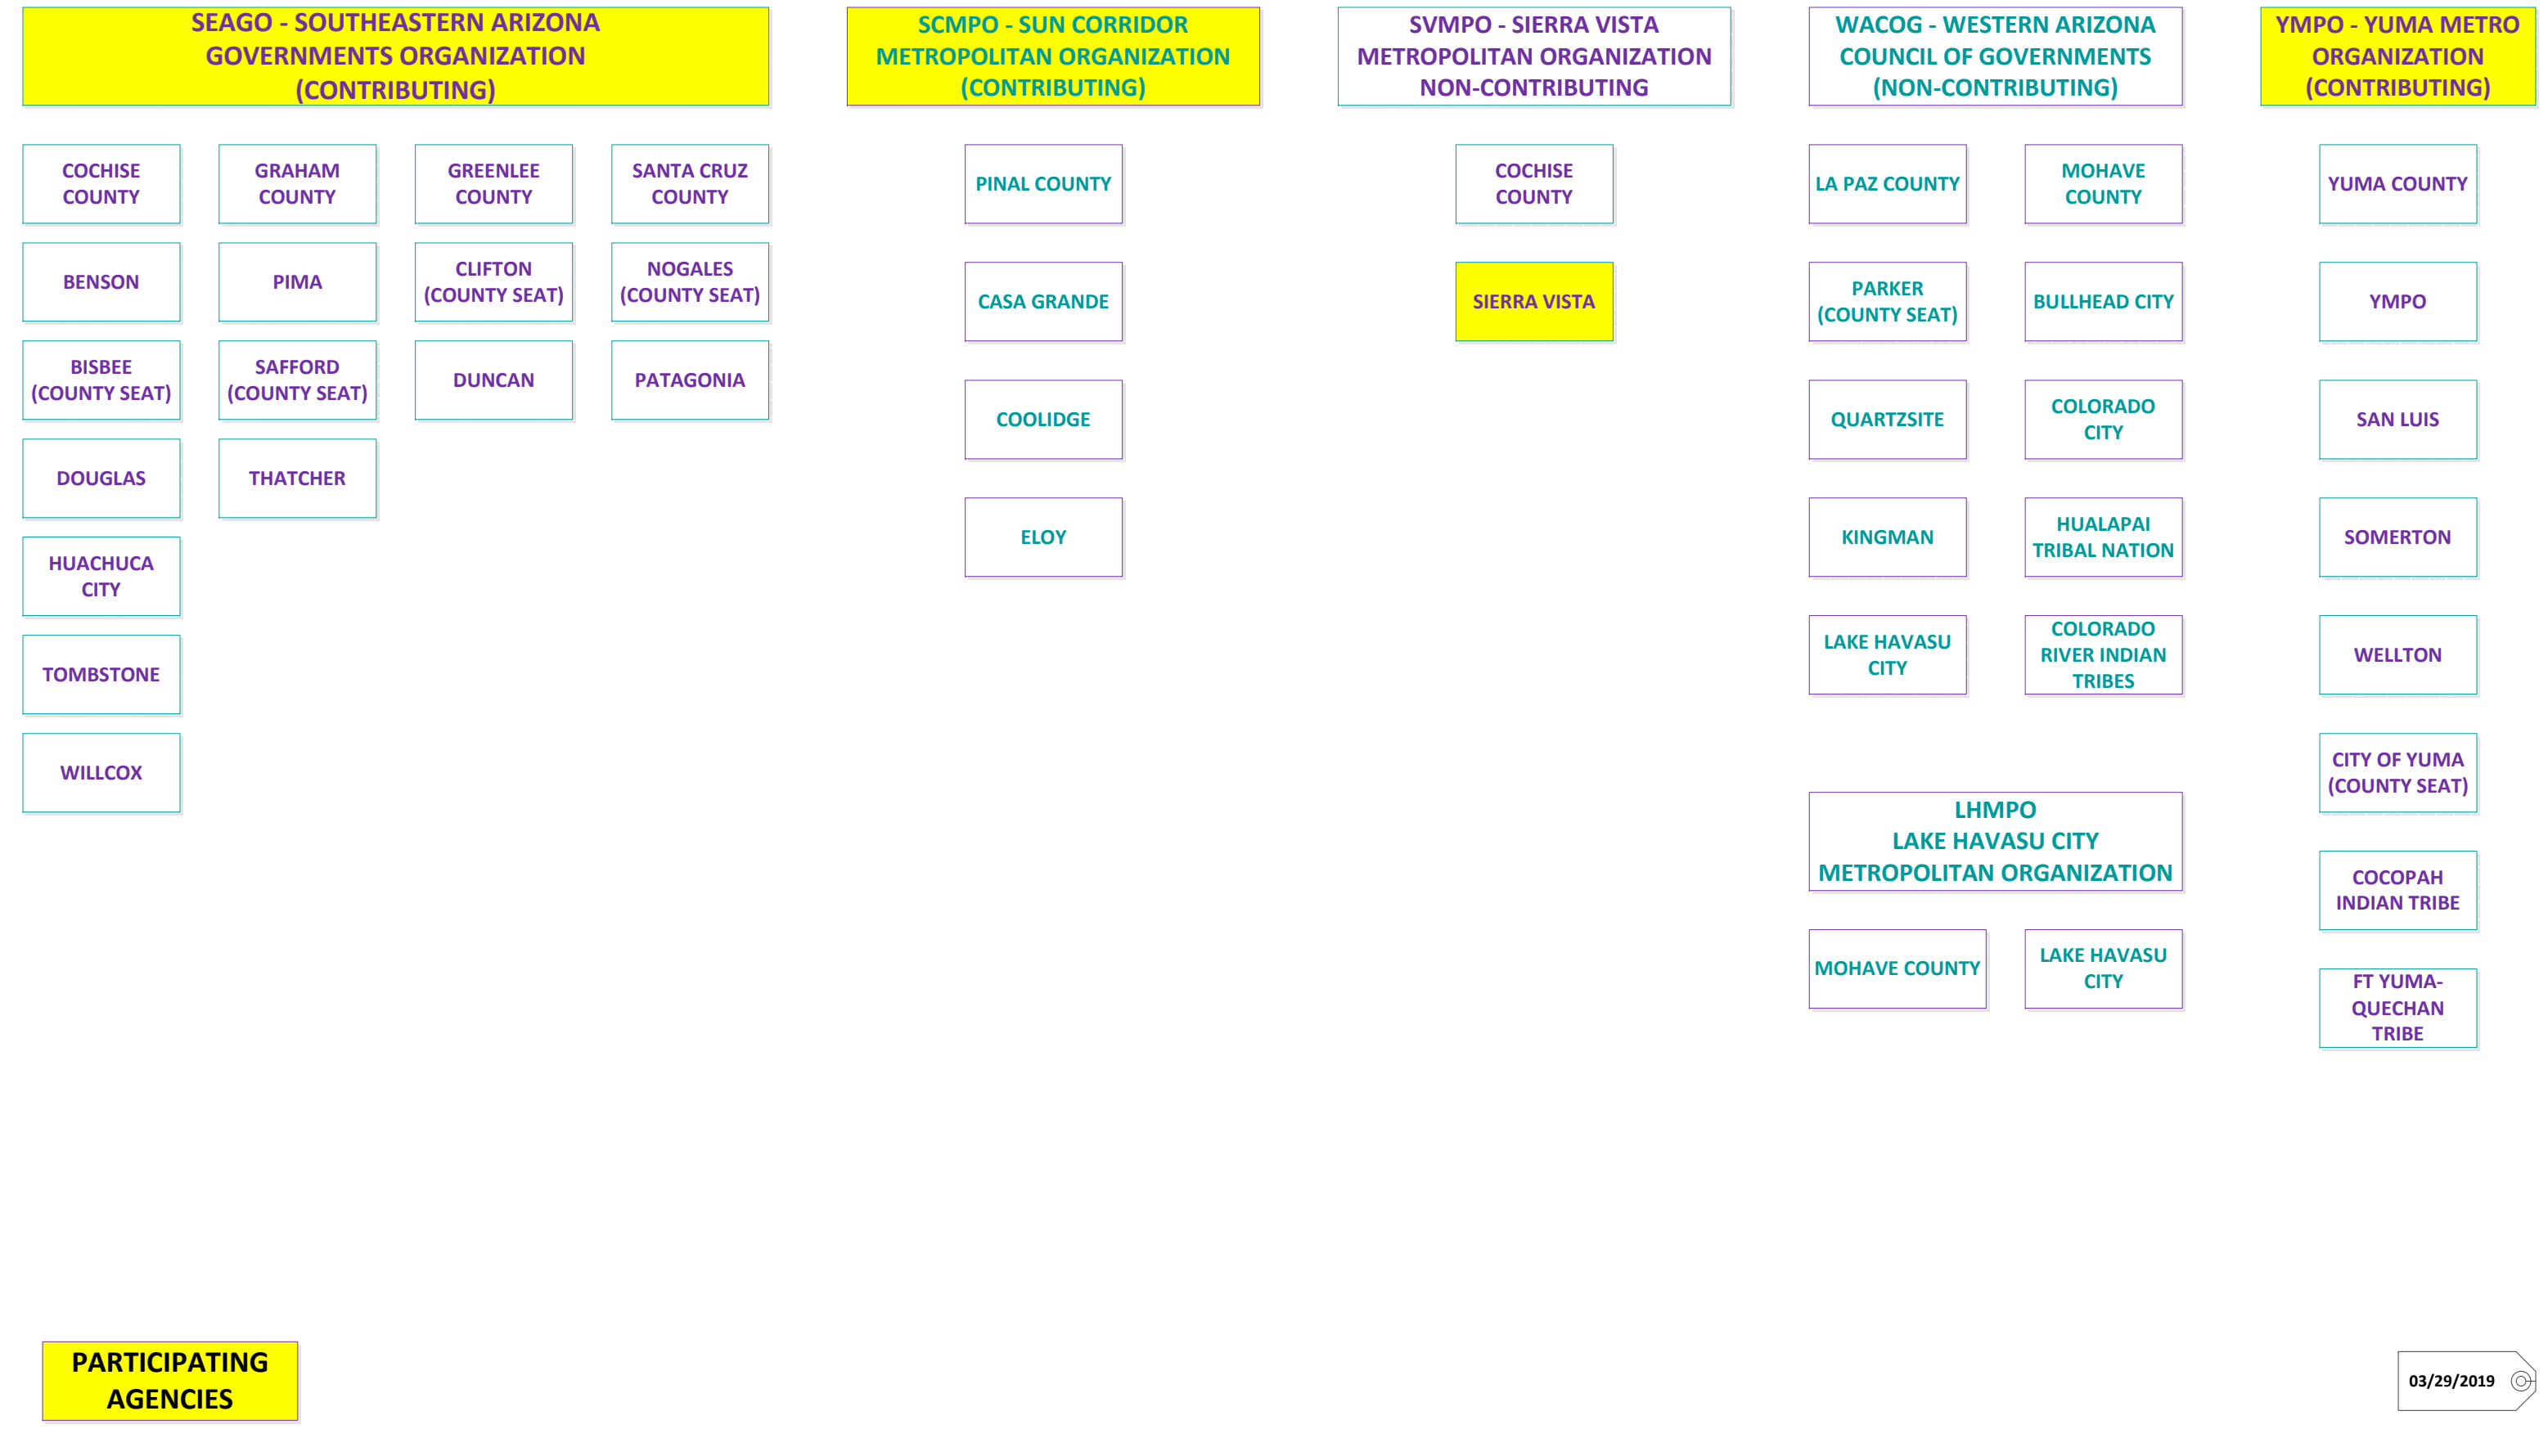 SEAGO - SOUTHEASTERN ARIZONA
GOVERNMENTS ORGANIZATION
(CONTRIBUTING)
COCHISE
COUNTY
BENSON
BISBEE
(COUNTY SEAT)
DOUGLAS
HUACHUCA
CITY
TOMBSTONE
WILLCOX
GRAHAM
COUNTY
PIMA
SAFFORD
(COUNTY SEAT)
THATCHER
GREENLEE
COUNTY
CLIFTON
(COUNTY SEAT)
DUNCAN
SANTA CRUZ
COUNTY
NOGALES
(COUNTY SEAT)
PATAGONIA
SCMPO - SUN CORRIDOR
METROPOLITAN ORGANIZATION
(CONTRIBUTING)
PINAL COUNTY
CASA GRANDE
COOLIDGE
ELOY
SVMPO - SIERRA VISTA
METROPOLITAN ORGANIZATION
NON-CONTRIBUTING
COCHISE
COUNTY
SIERRA VISTA
WACOG - WESTERN ARIZONA
COUNCIL OF GOVERNMENTS
(NON-CONTRIBUTING)
LA PAZ COUNTY
PARKER
(COUNTY SEAT)
QUARTZSITE
KINGMAN
LAKE HAVASU
CITY
MOHAVE
COUNTY
BULLHEAD CITY
COLORADO
CITY
HUALAPAI
TRIBAL NATION
COLORADO
RIVER INDIAN
TRIBES
LHMPO
LAKE HAVASU CITY
METROPOLITAN ORGANIZATION
MOHAVE COUNTY
LAKE HAVASU
CITY
YMPO - YUMA METRO
ORGANIZATION
(CONTRIBUTING)
YUMA COUNTY
YMPO
SAN LUIS
SOMERTON
WELLTON
CITY OF YUMA
(COUNTY SEAT)
COCOPAH
INDIAN TRIBE
FT YUMA-
QUECHAN
TRIBE
PARTICIPATING
AGENCIES
03/29/2019